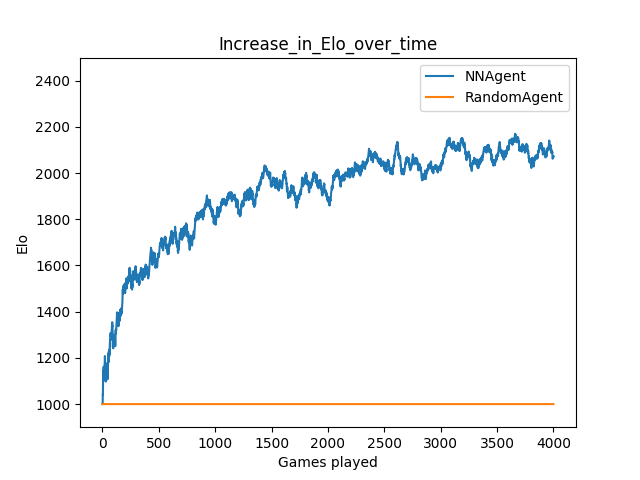 Increase_in_Elo_over_time
NNAgent
RandomAgent
2400
2200
2000
1800
1600
1400
1200
1000
Elo
0 500 1000 1500 2000 2500 3000 3500 4000
Games played